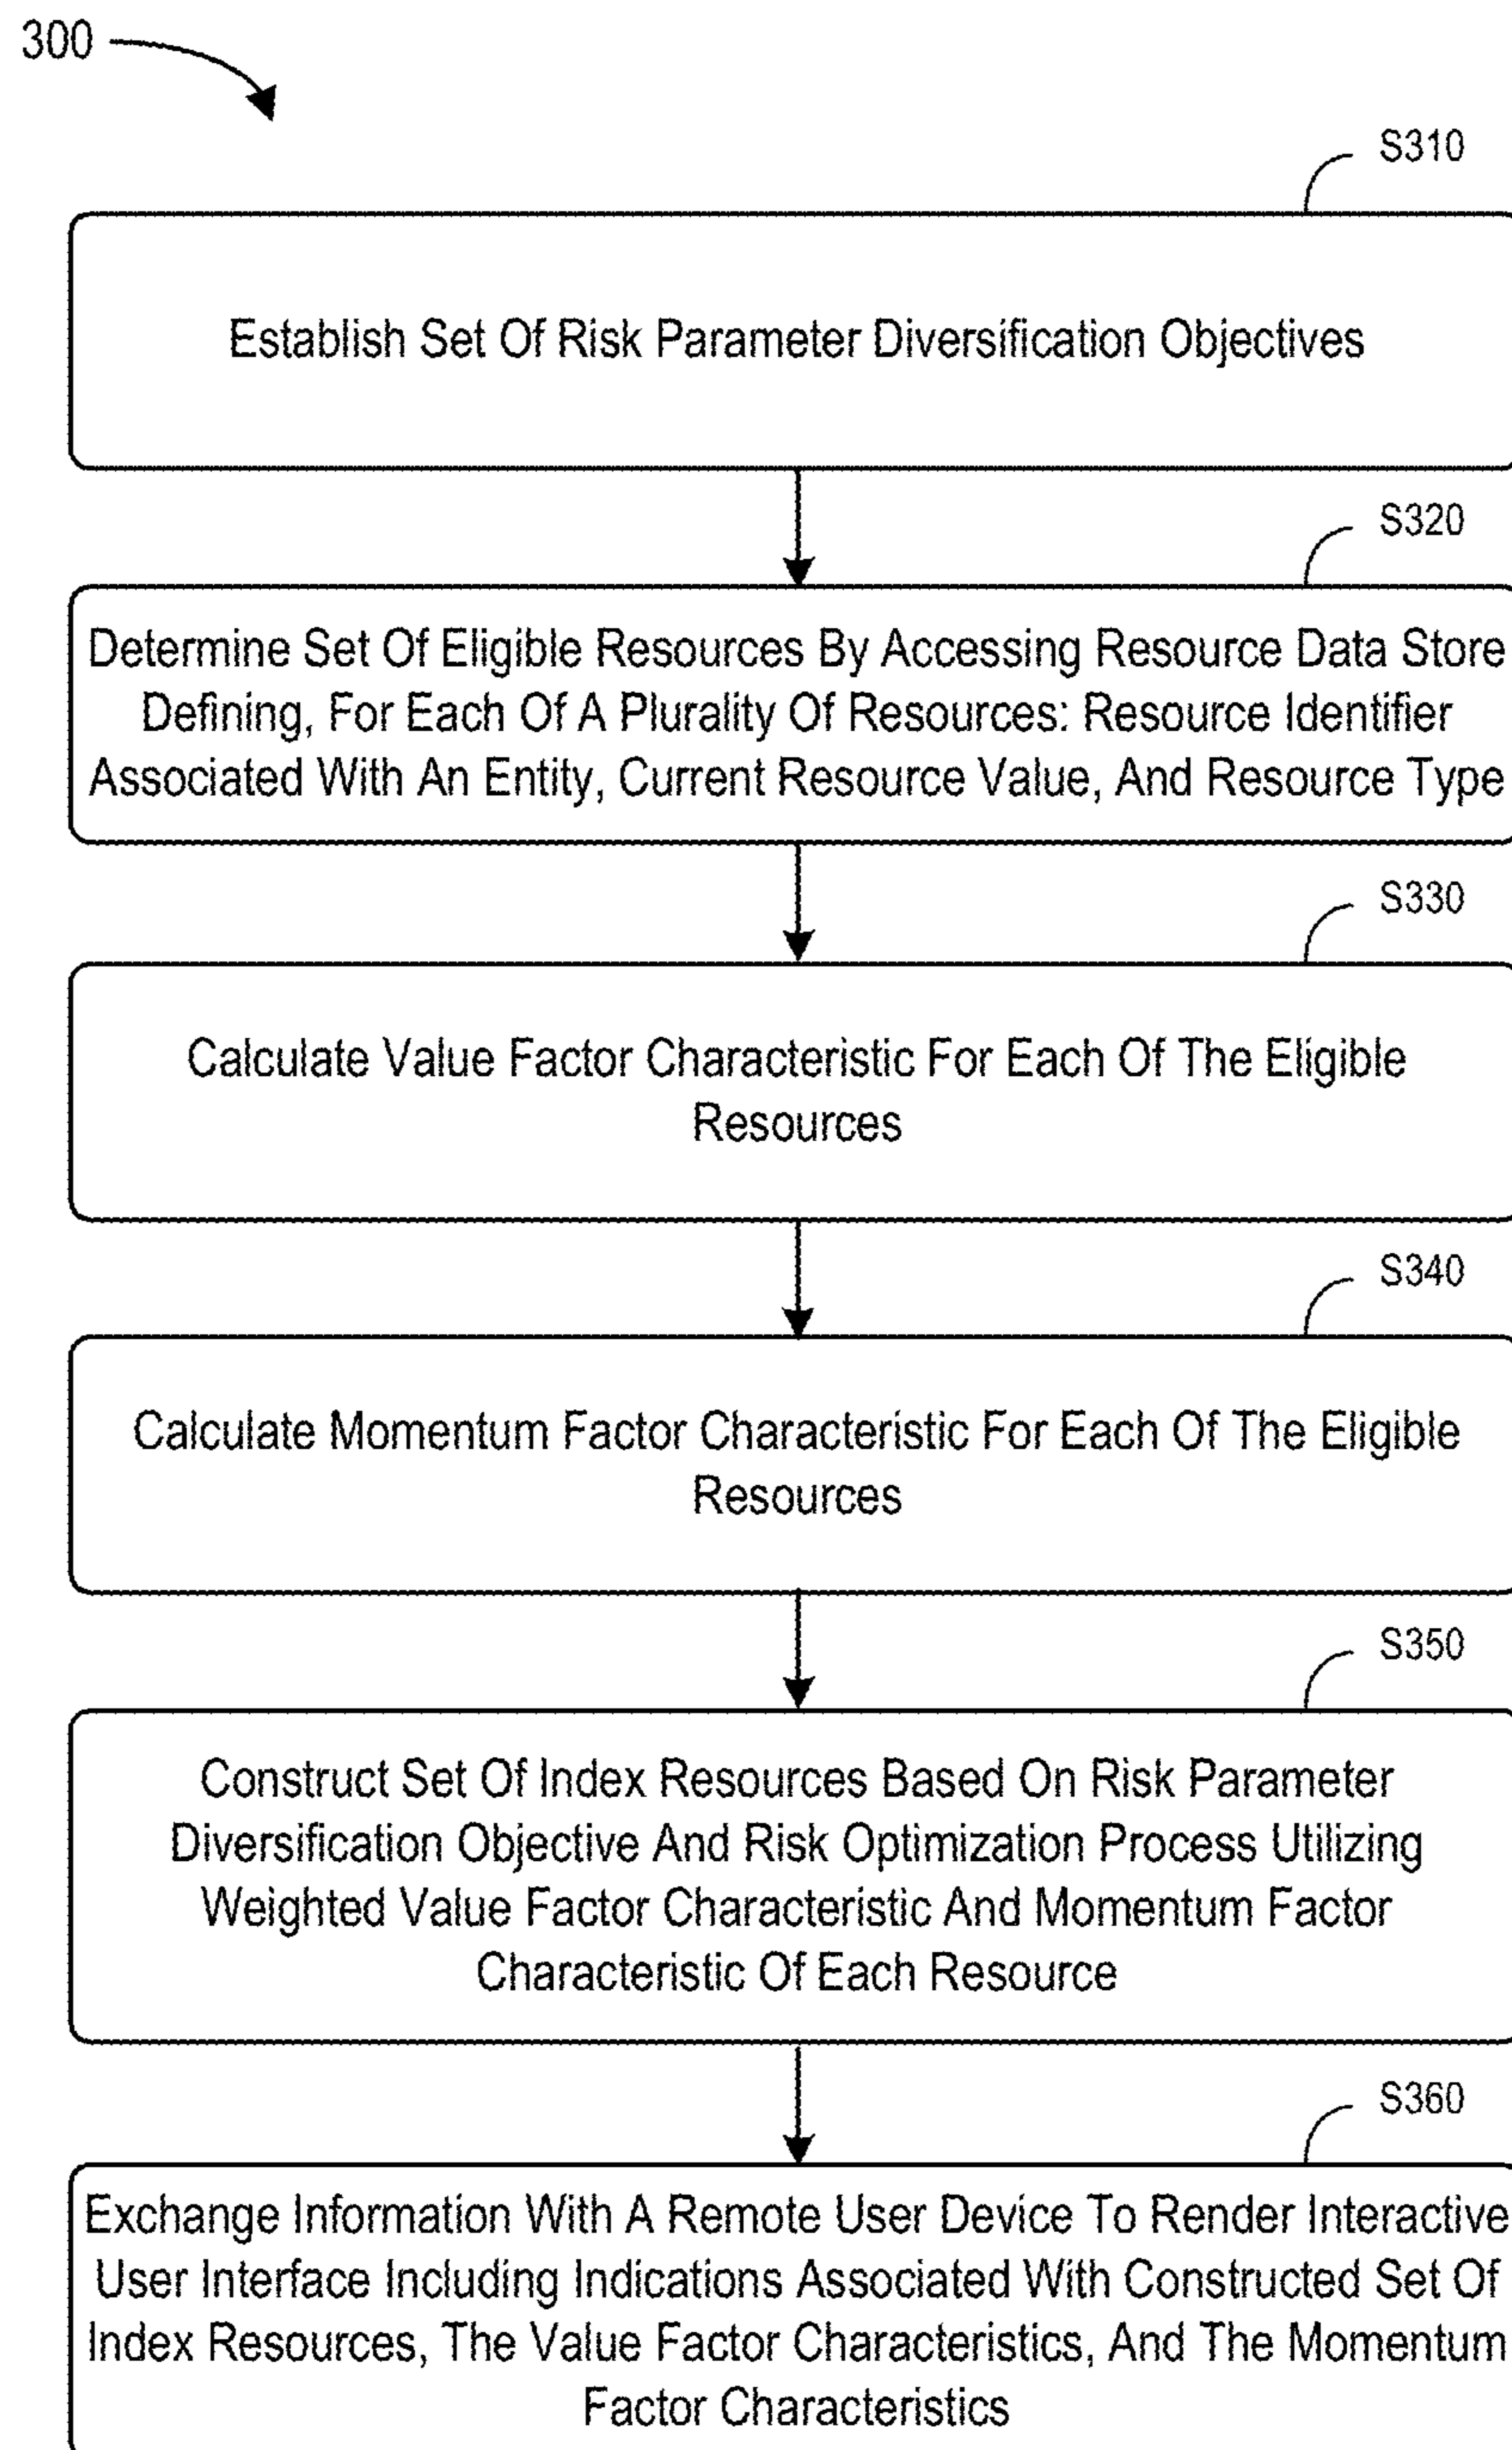 300
S310
Establish Set Of Risk Parameter Diversification Objectives
S320
Determine Set Of Eligible Resources By Accessing Resource Data Store
Defining, For Each Of A Plurality Of Resources: Resource Identifier
Associated With An Entity, Current Resource Value, And Resource Type
S330
Calculate Value Factor Characteristic For Each Of The Eligible
Resources
S340
Calculate Momentum Factor Characteristic For Each Of The Eligible
Resources
S350
Construct Set Of Index Resources Based On Risk Parameter
Diversification Objective And Risk Optimization Process Utilizing
Weighted Value Factor Characteristic And Momentum Factor
Characteristic Of Each Resource
S360
Exchange Information With A Remote User Device To Render Interactive
User Interface Including Indications Associated With Constructed Set Of
Index Resources, The Value Factor Characteristics, And The Momentum
Factor Characteristics